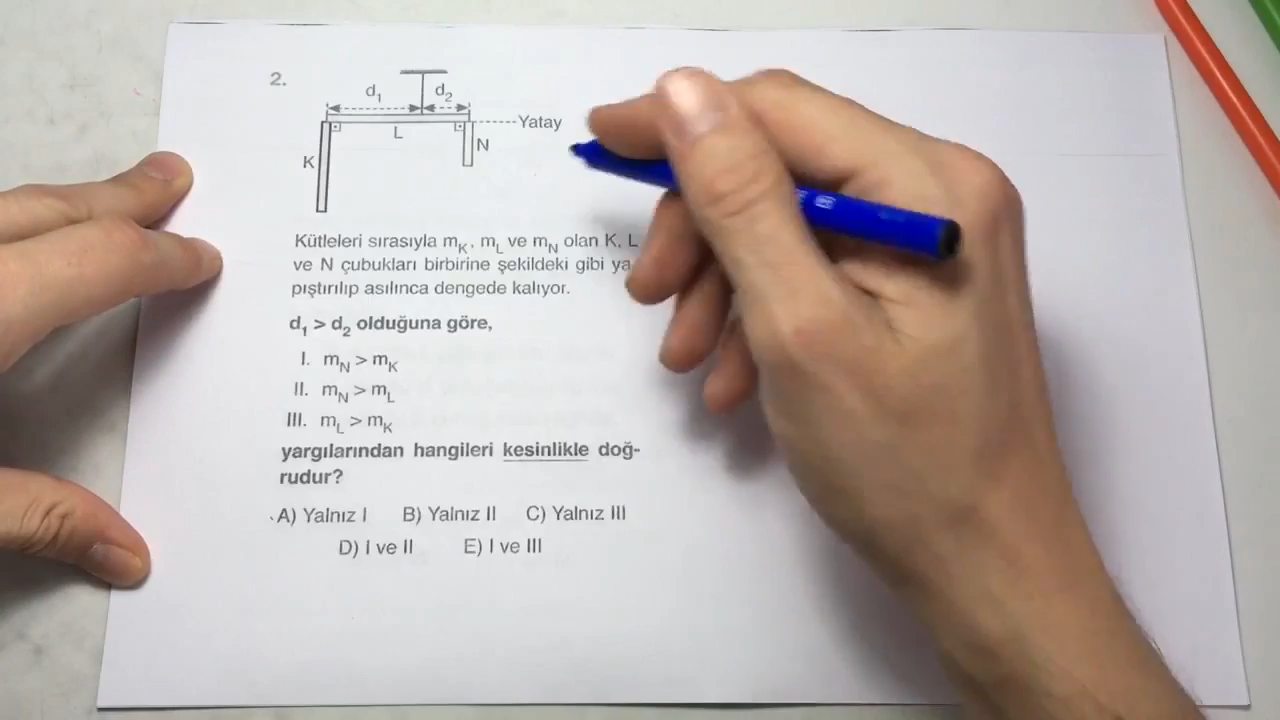 2.
d1 d2
L
Yatay
K
N
Kütleleri sırasıyla mK, mL ve mN olan K, L
ve N çubukları birbirine şekildeki gibi ya-
pıştırılıp asılınca dengede kalıyor.
d1 > d2 olduğuna göre,
I. mN > mK
II. mN > mL
III. mL > mK
yargılarından hangileri kesinlikle doğ-
rudur?
A) Yalnız I B) Yalnız II C) Yalnız III
D) I ve II E) I ve III